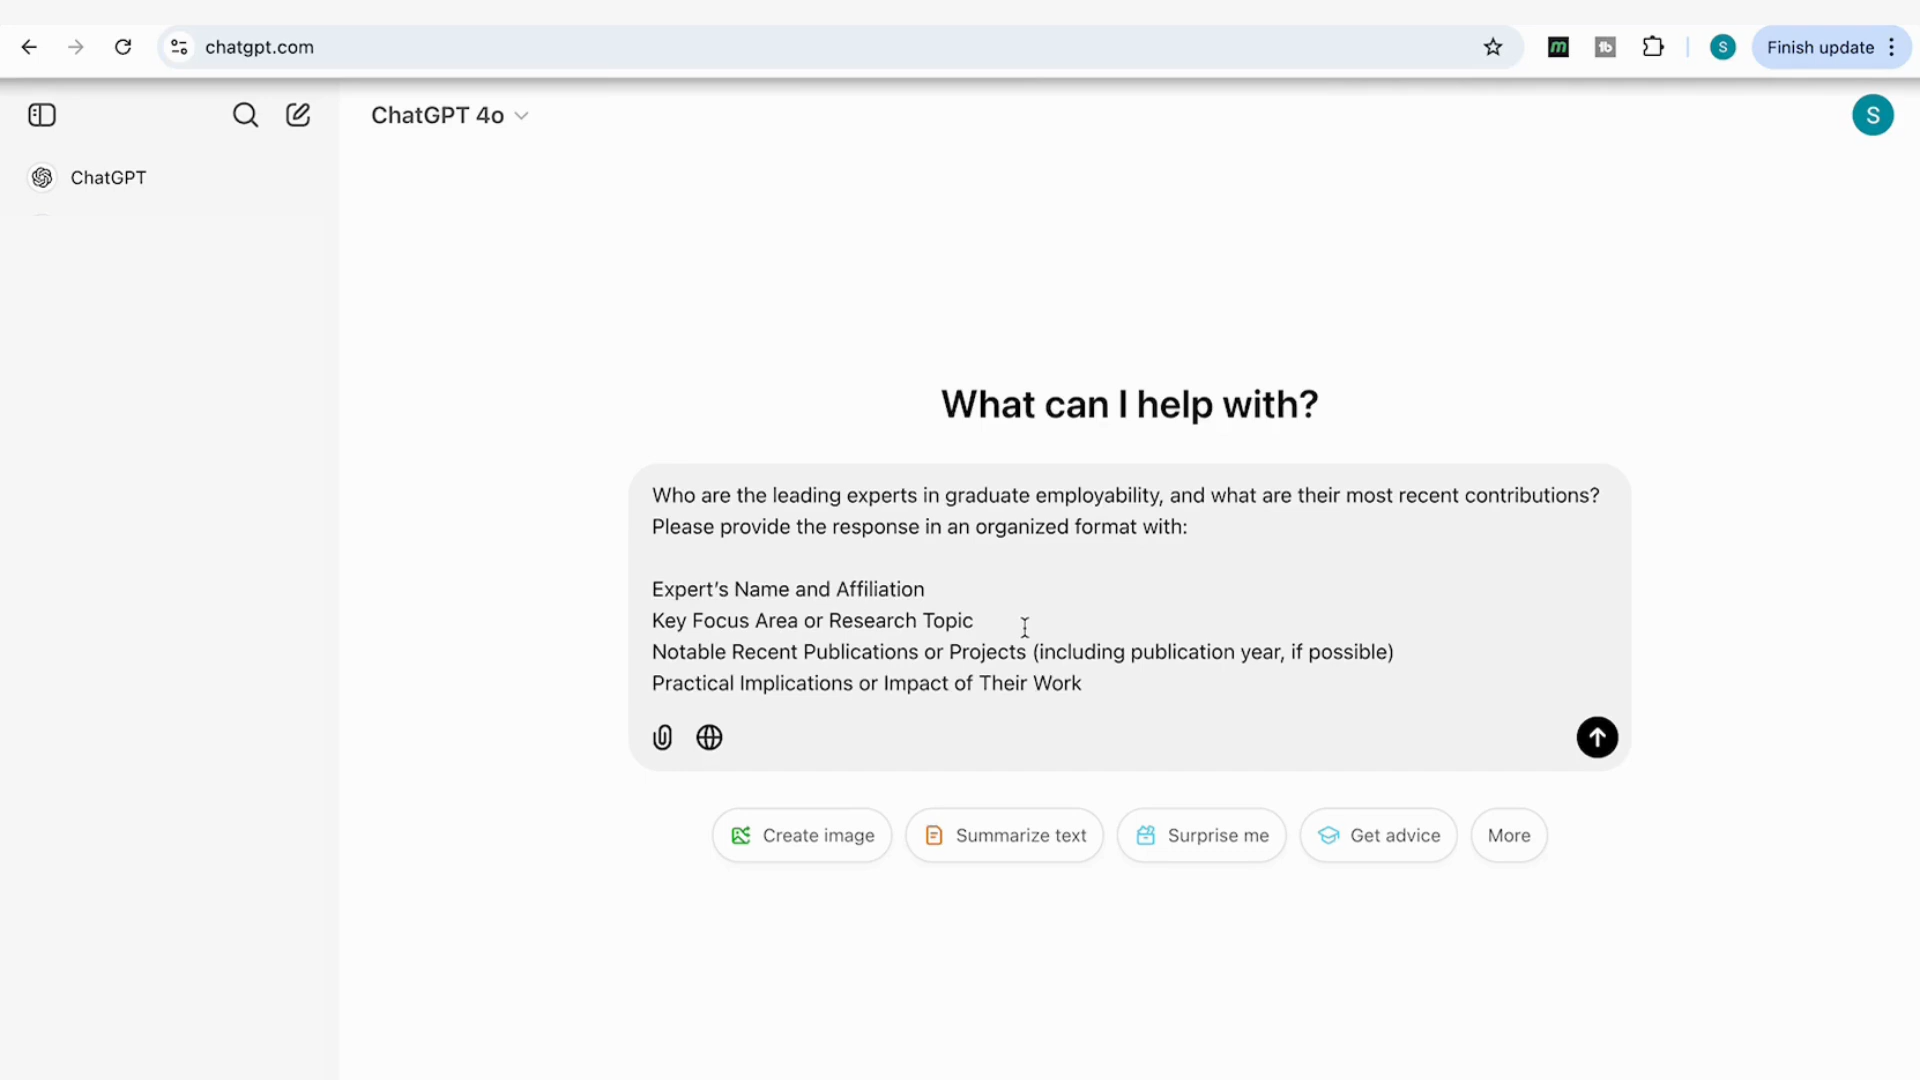 chatgpt.com
Finish update
S
ChatGPT 4o
S
ChatGPT
What can I help with?
Who are the leading experts in graduate employability, and what are their most recent contributions?
Please provide the response in an organized format with:
Expert’s Name and Affiliation
Key Focus Area or Research Topic
Notable Recent Publications or Projects (including publication year, if possible)
Practical Implications or Impact of Their Work
Create image
Summarize text
Surprise me
Get advice
More